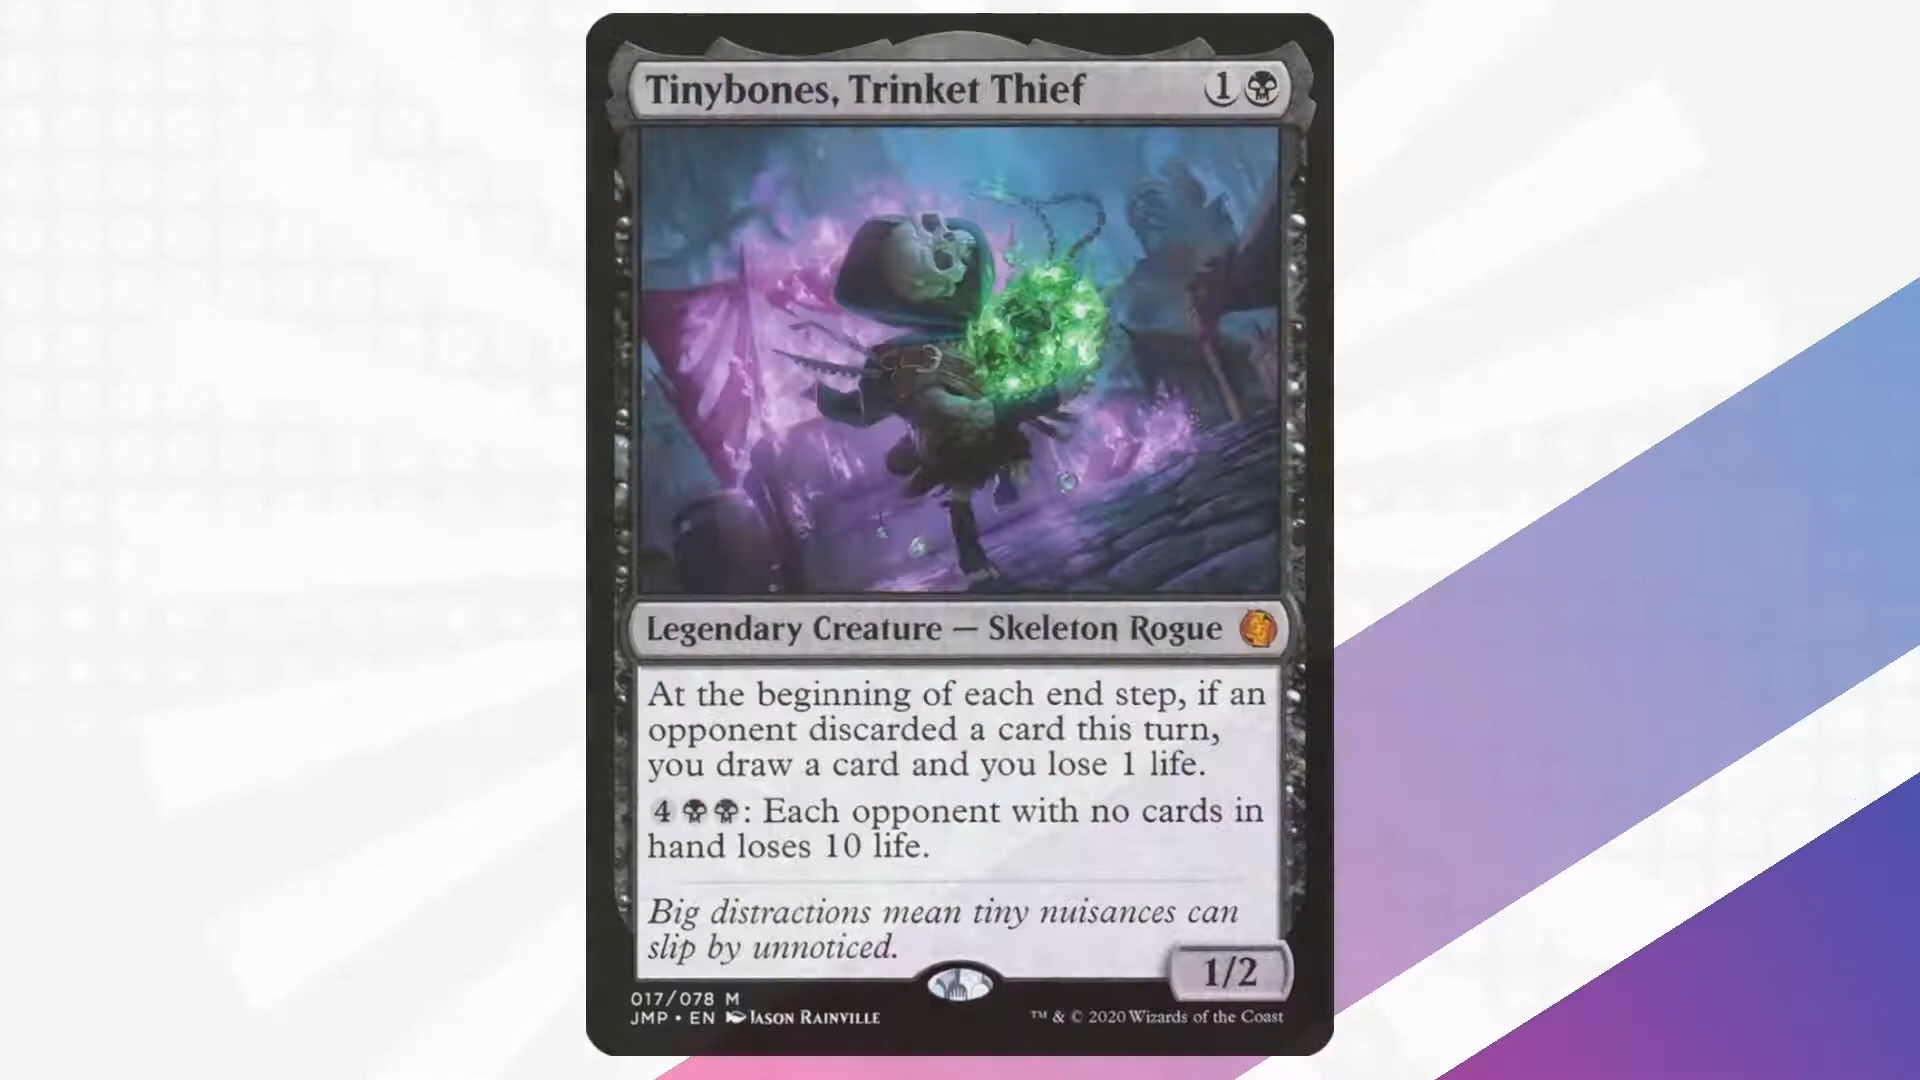 Tinybones, Trinket Thief 1
Legendary Creature — Skeleton Rogue
At the beginning of each end step, if an
opponent discarded a card this turn,
you draw a card and you lose 1 life.
4: Each opponent with no cards in
hand loses 10 life.
Big distractions mean tiny nuisances can
slip by unnoticed.
1/2
017/078 M
JMP • EN Jason Rainville
™ & © 2020 Wizards of the Coast